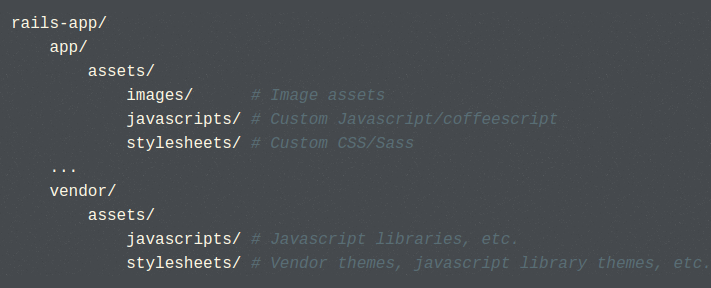 rails-app/
    app/
        assets/
            images/      # Image assets
            javascripts/ # Custom Javascript/coffeescript
            stylesheets/ # Custom CSS/Sass
    ...
    vendor/
        assets/
            javascripts/ # Javascript libraries, etc.
            stylesheets/ # Vendor themes, javascript library themes, etc.